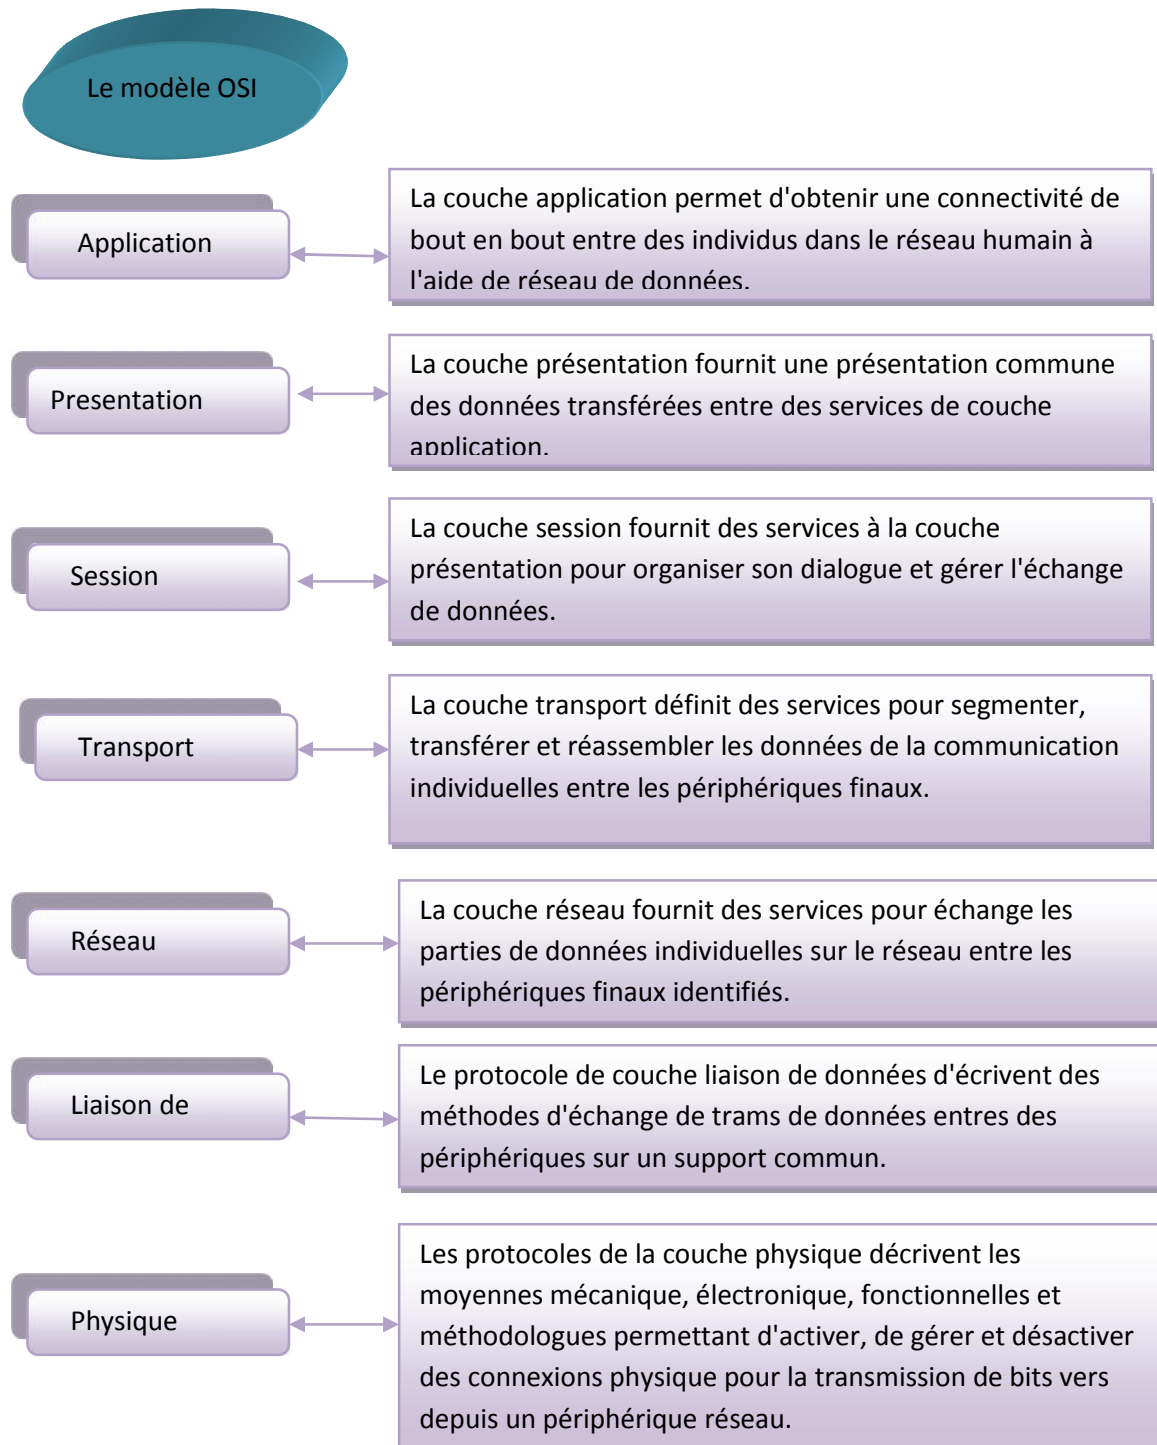 Le modèle OSI
Application
La couche application permet d'obtenir une connectivité de
bout en bout entre des individus dans le réseau humain à
l'aide de réseau de données.
Presentation
La couche présentation fournit une présentation commune
des données transférées entre des services de couche
application.
Session
La couche session fournit des services à la couche
présentation pour organiser son dialogue et gérer l'échange
de données.
Transport
La couche transport définit des services pour segmenter,
transférer et réassembler les données de la communication
individuelles entre les périphériques finaux.
Réseau
La couche réseau fournit des services pour échange les
parties de données individuelles sur le réseau entre les
périphériques finaux identifiés.
Liaison de
Le protocole de couche liaison de données d'écrivent des
méthodes d'échange de trams de données entres des
périphériques sur un support commun.
Physique
Les protocoles de la couche physique décrivent les
moyennes mécanique, électronique, fonctionnelles et
méthodologues permettant d'activer, de gérer et désactiver
des connexions physique pour la transmission de bits vers
depuis un périphérique réseau.